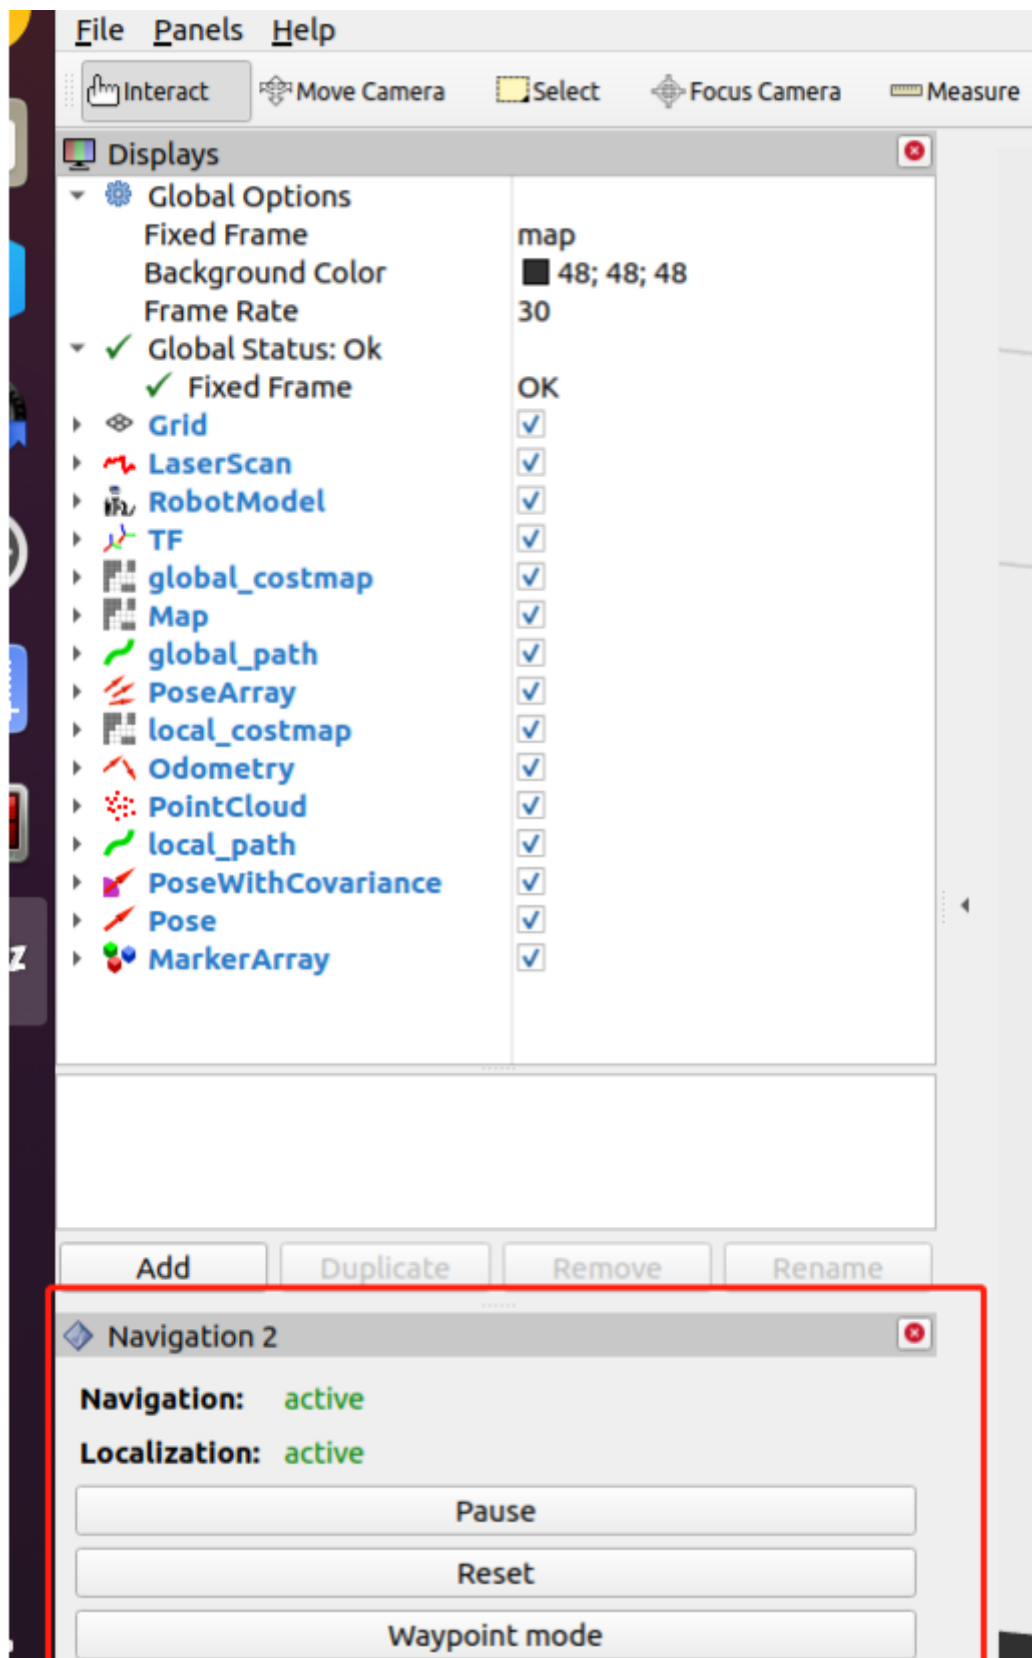 File Panels Help
Interact Move Camera Select Focus Camera Measure
Displays
Global Options
Fixed Frame map
Background Color 48; 48; 48
Frame Rate 30
Global Status: Ok
Fixed Frame OK
Grid
LaserScan
RobotModel
TF
global_costmap
Map
global_path
PoseArray
local_costmap
Odometry
PointCloud
local_path
PoseWithCovariance
Pose
MarkerArray
Add Duplicate Remove Rename
Navigation 2
Navigation: active
Localization: active
Pause
Reset
Waypoint mode